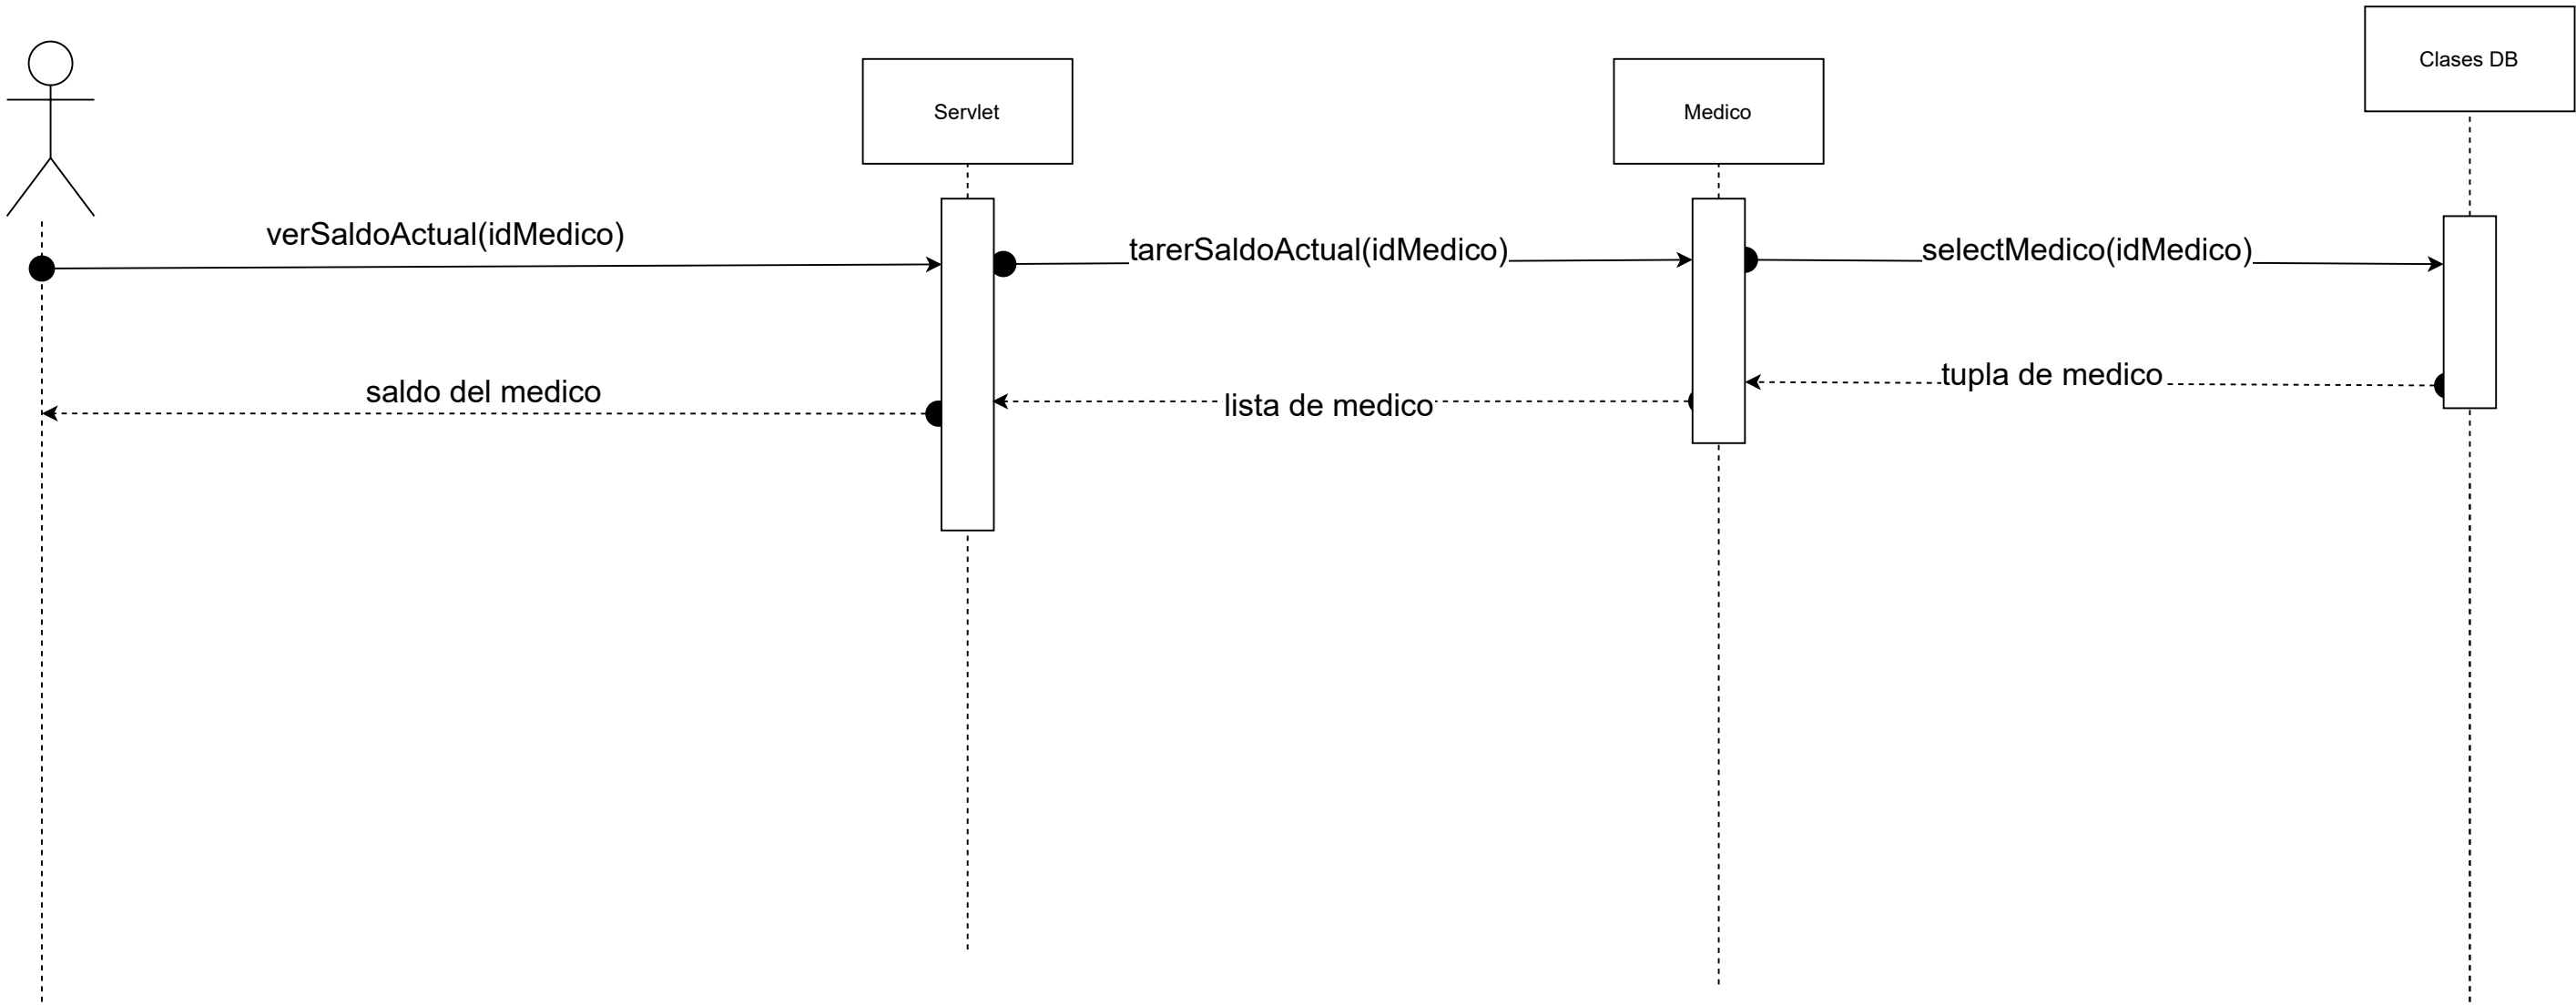 Clases DB
Servlet
Medico
verSaldoActual(idMedico)
tarerSaldoActual(idMedico)
selectMedico(idMedico)
saldo del medico
lista de medico
tupla de medico